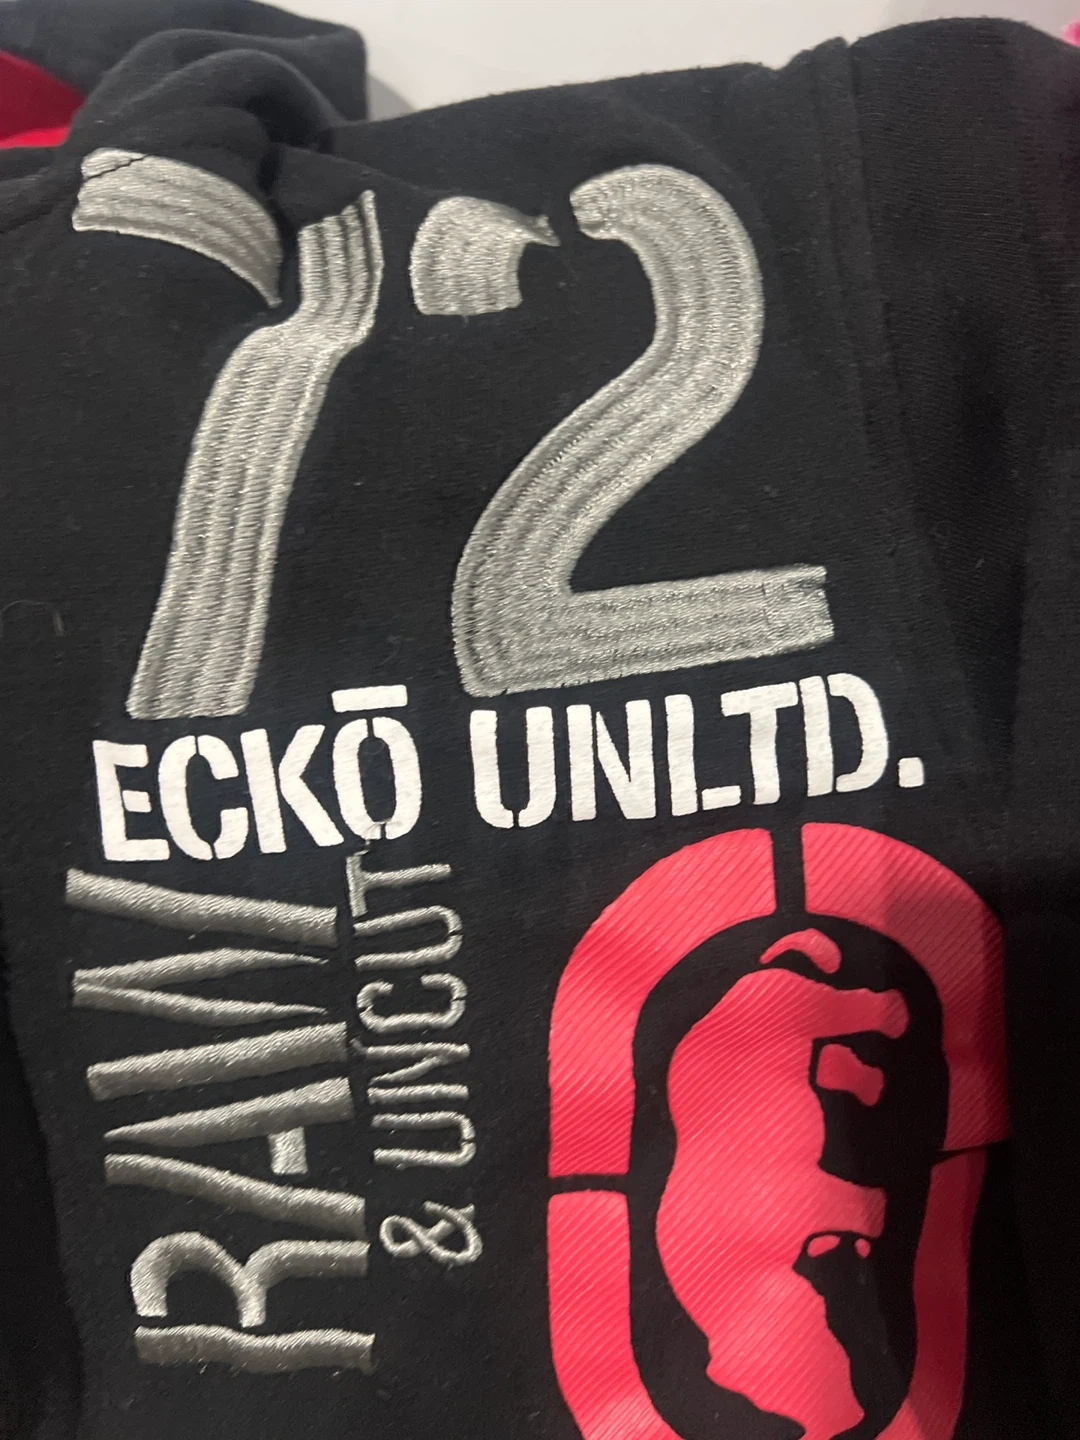 72
ECKŌ UNLTD.
RAW
& UNCUT